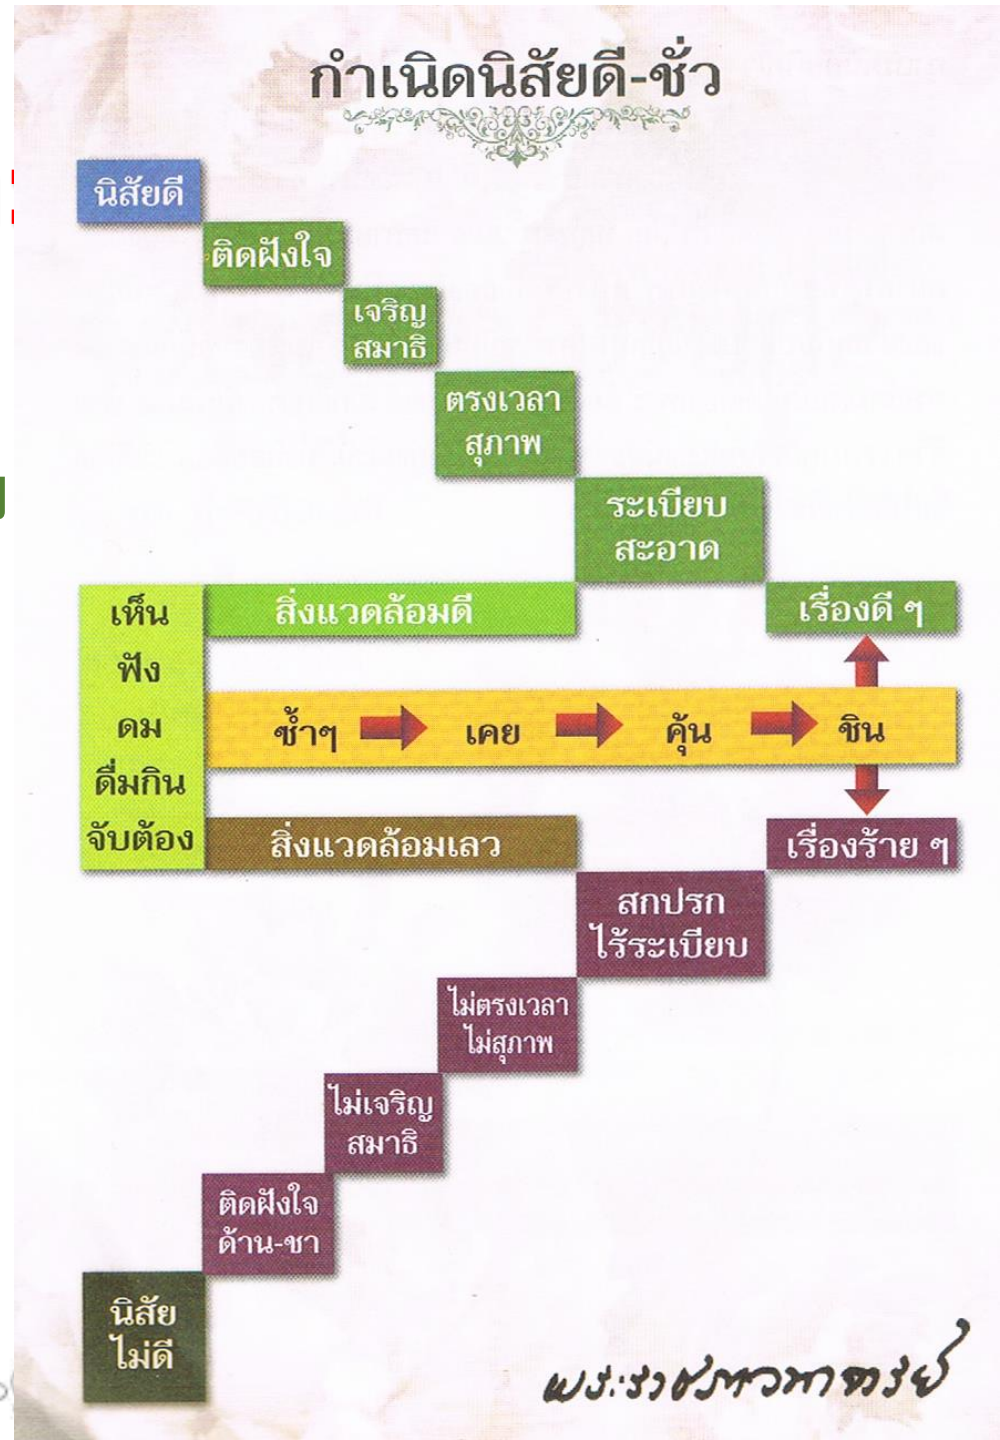 กำเนิดนิสัยดี-ชั่ว
นิสัยดี
ติดฝังใจ
เจริญ
สมาธิ
ตรงเวลา
สุภาพ
ระเบียบ
สะอาด
เห็น
ฟัง
ดม
ดื่มกิน
จับต้อง
สิ่งแวดล้อมดี
เรื่องดี ๆ
ซ้ำๆ
เคย
คุ้น
ชิน
สิ่งแวดล้อมเลว
เรื่องร้าย ๆ
สกปรก
ไร้ระเบียบ
ไม่ตรงเวลา
ไม่สุภาพ
ไม่เจริญ
สมาธิ
ติดฝังใจ
ด้าน-ชา
นิสัย
ไม่ดี
พระราชภาวนาจารย์